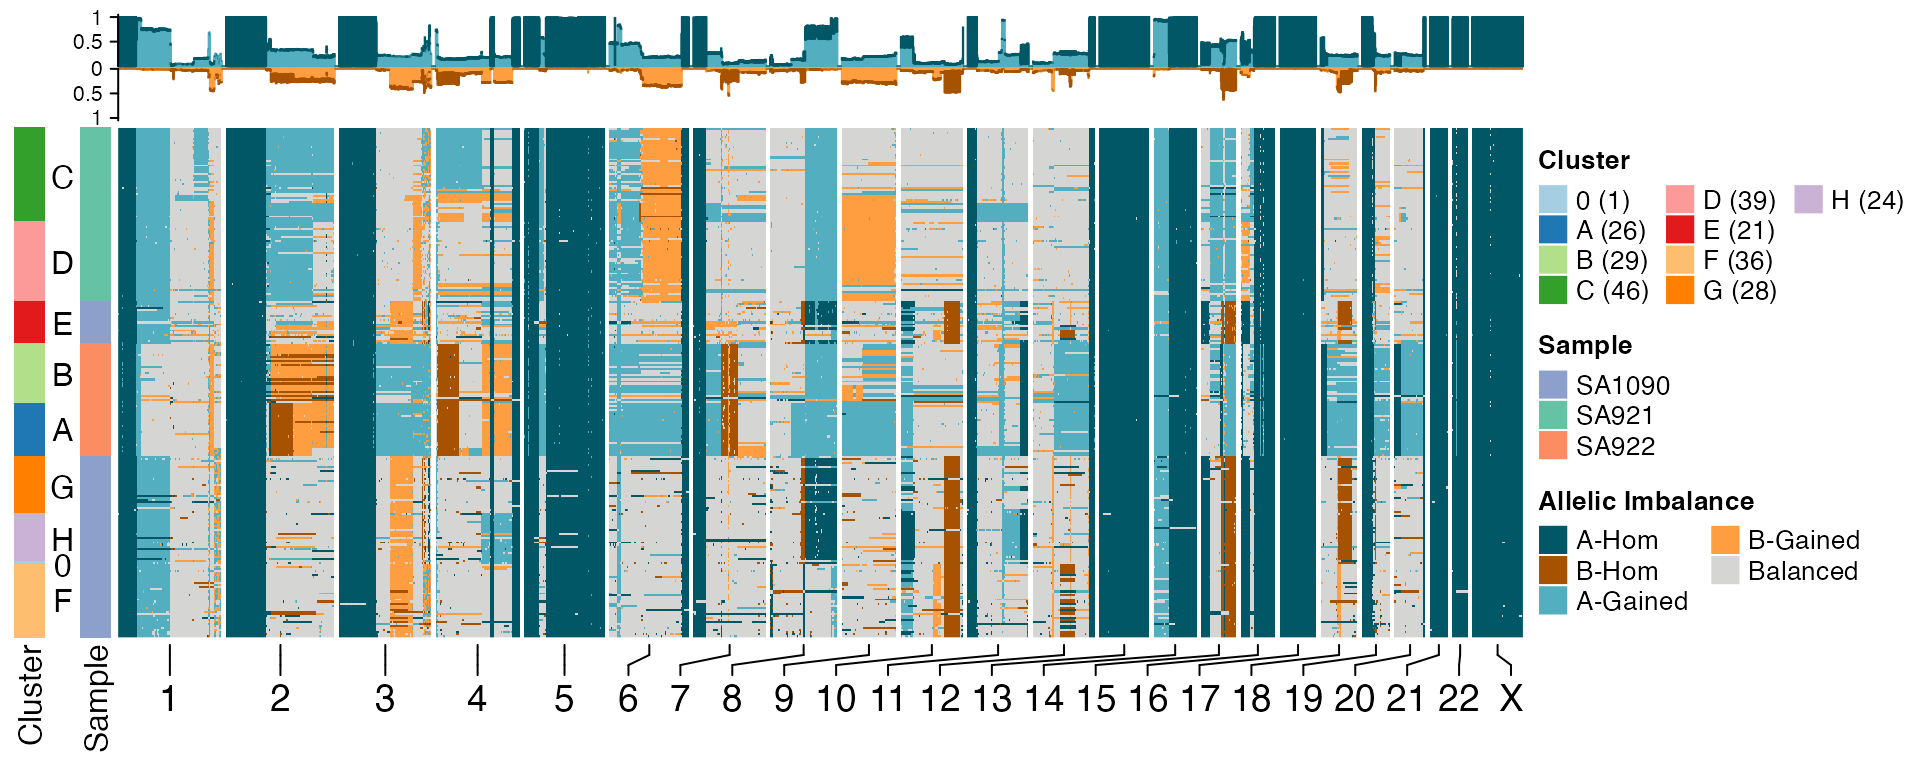 1
0.5
0
0.5
1
C
D
E
B
A
G
H
0
F
Cluster
Sample
1 2 3 4 5 6 7 8 9 10 11 12 13 14 15 16 17 18 19 20 21 22 X
Cluster
0 (1) D (39) H (24)
A (26) E (21)
B (29) F (36)
C (46) G (28)
Sample
SA1090
SA921
SA922
Allelic Imbalance
A-Hom B-Gained
B-Hom Balanced
A-Gained